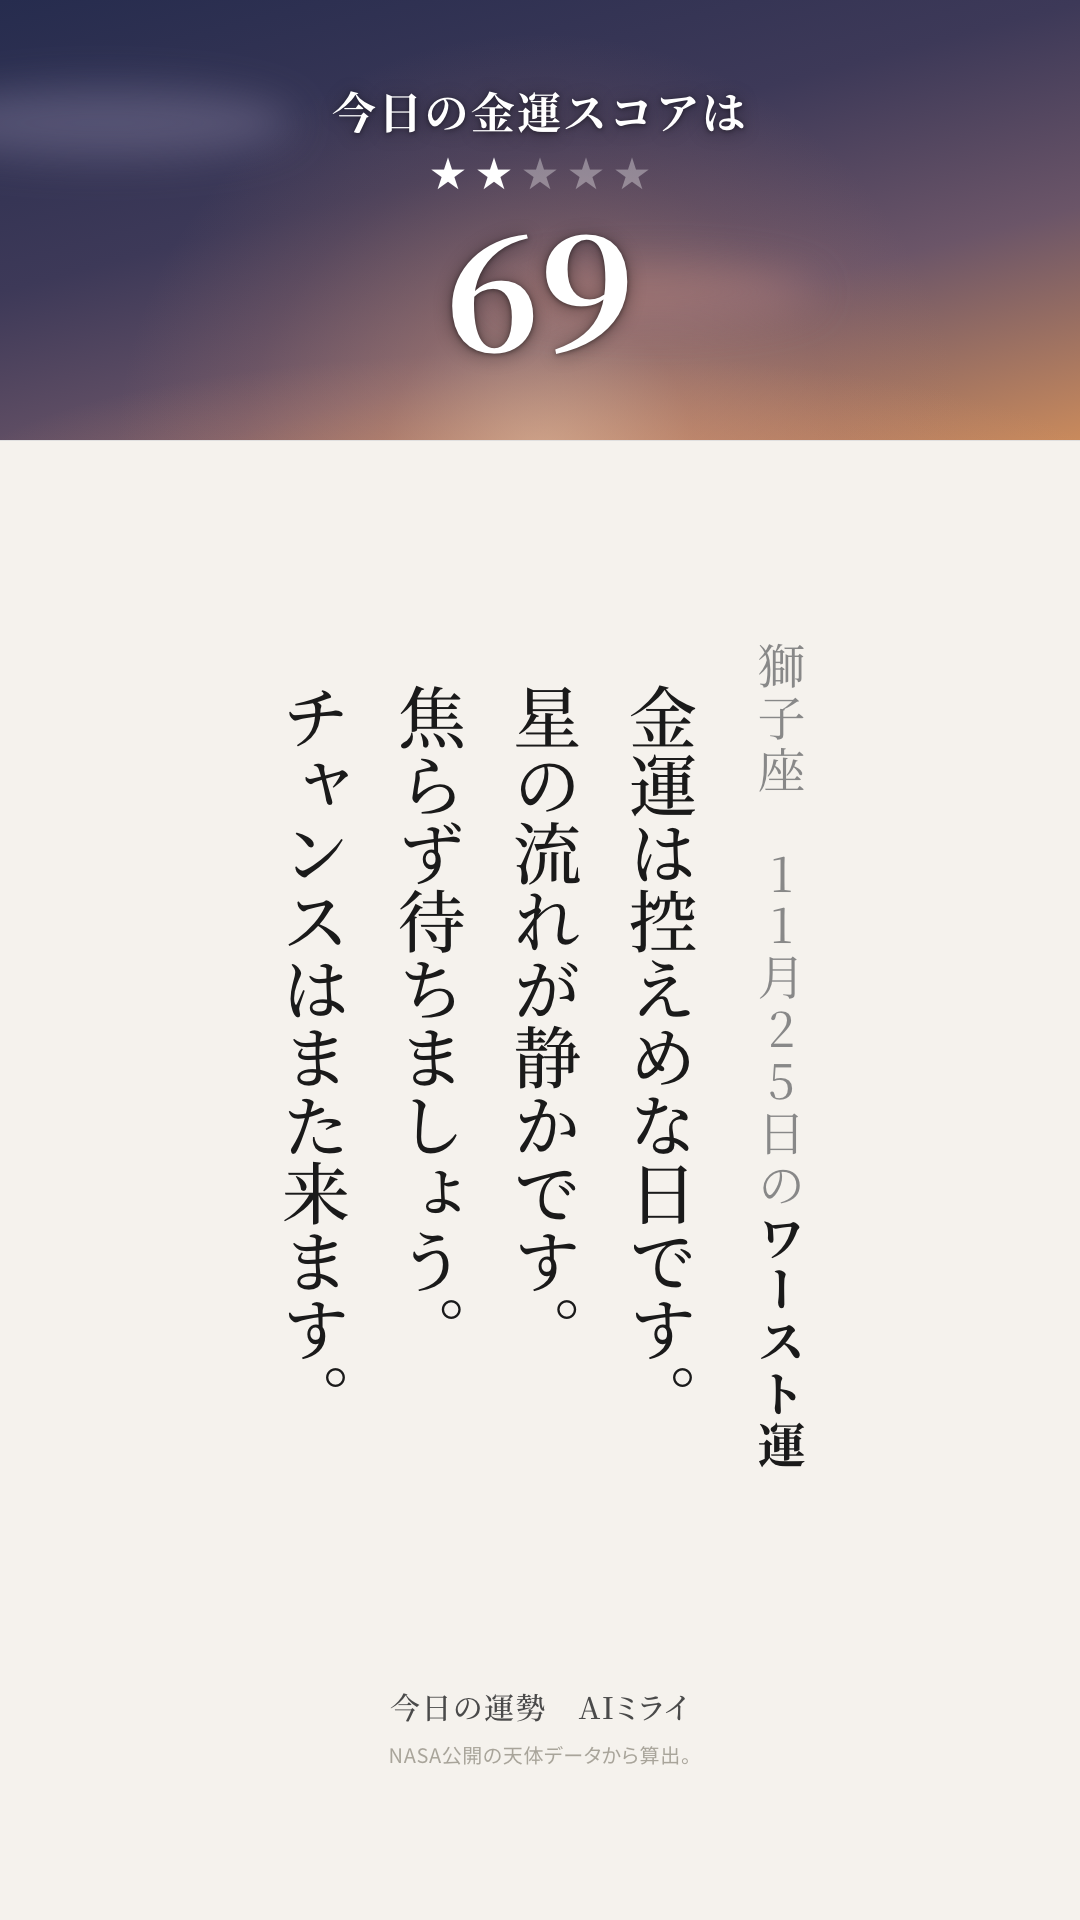 今日の金運スコアは
★★★★★
69
獅子座　11月25日のワースト運
金運は控えめな日です。
星の流れが静かです。
焦らず待ちましょう。
チャンスはまた来ます。
今日の運勢　AIミライ
NASA公開の天体データから算出。